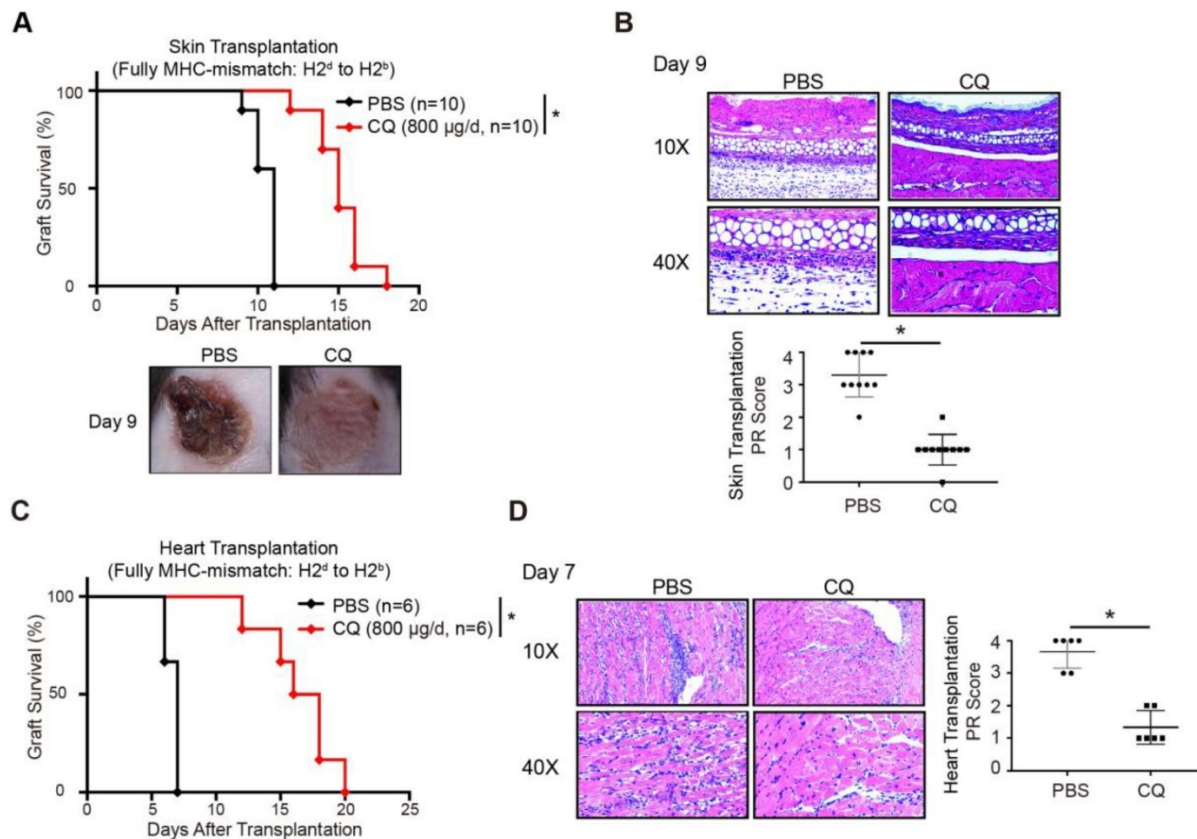 A
Skin Transplantation
(Fully MHC-mismatch: H2ᵈ to H2ᵇ)
PBS (n=10)
CQ (800 µg/d, n=10)
*
Graft Survival (%)
100
50
0
0 5 10 15 20
Days After Transplantation
PBS CQ
Day 9
B
Day 9
PBS CQ
10X
40X
*
Skin Transplantation
PR Score
4
3
2
1
0
PBS CQ
C
Heart Transplantation
(Fully MHC-mismatch: H2ᵈ to H2ᵇ)
PBS (n=6)
CQ (800 µg/d, n=6)
*
Graft Survival (%)
100
50
0
0 5 10 15 20 25
Days After Transplantation
D
Day 7
PBS CQ
10X
40X
*
Heart Transplantation
PR Score
4
3
2
1
0
PBS CQ